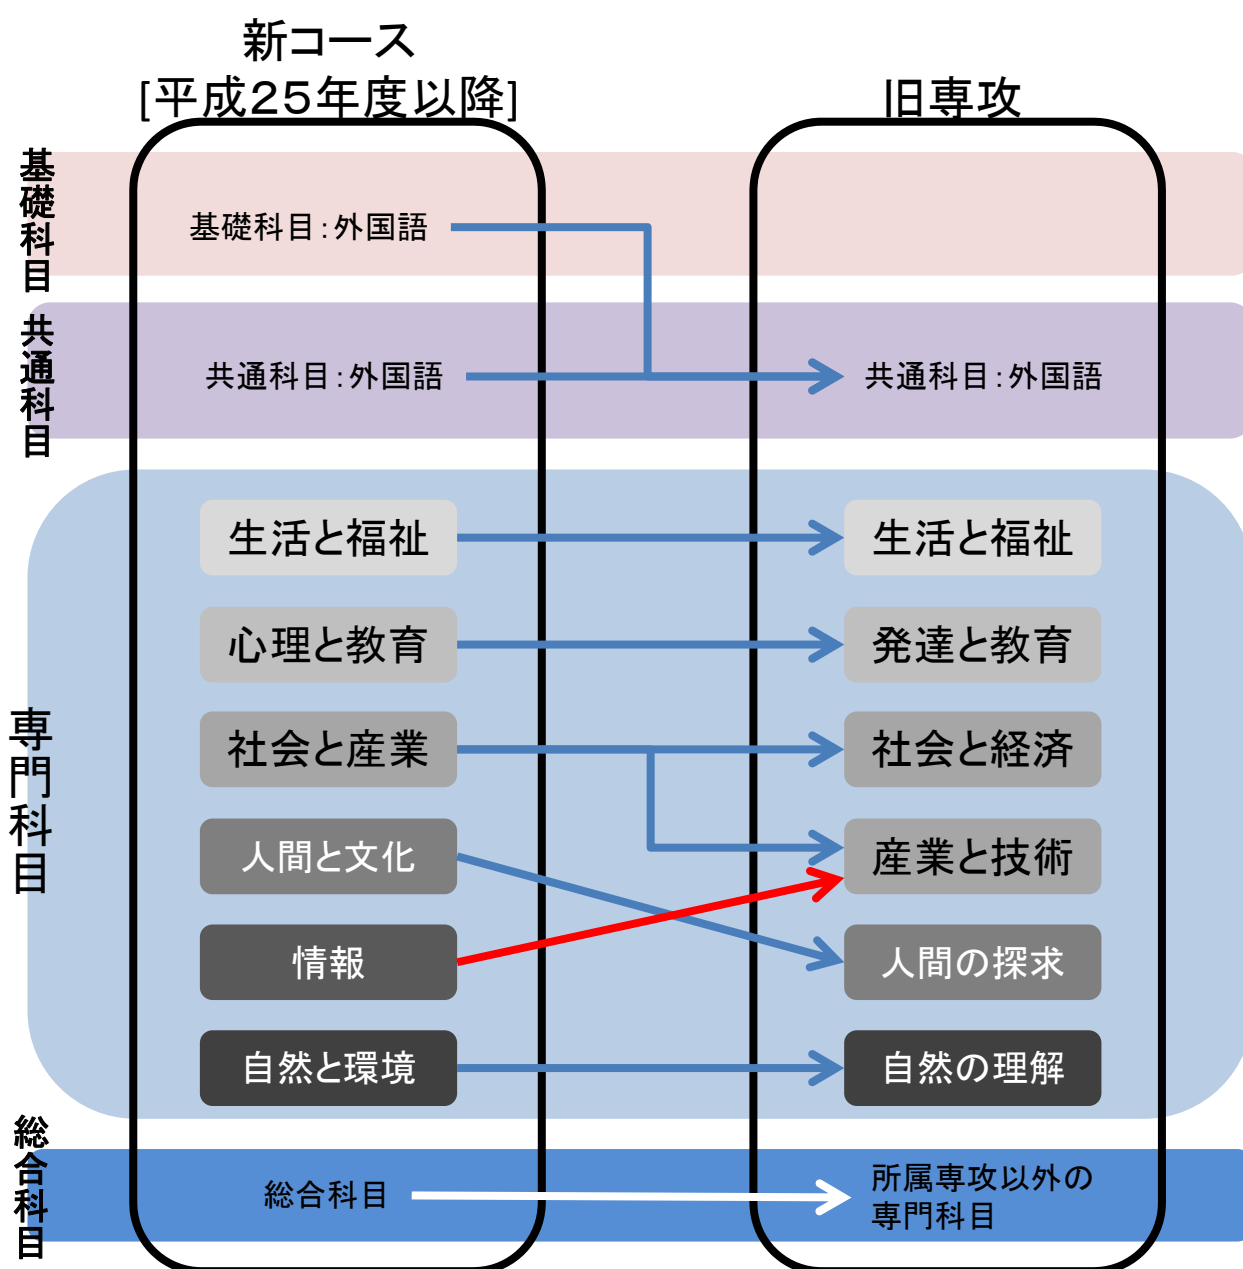 新コース
[平成25年度以降]
旧専攻
基礎科目
基礎科目:外国語
共通科目
共通科目:外国語
共通科目:外国語
専門科目
生活と福祉
生活と福祉
心理と教育
発達と教育
社会と産業
社会と経済
人間と文化
産業と技術
情報
人間の探求
自然と環境
自然の理解
総合科目
総合科目
所属専攻以外の
専門科目